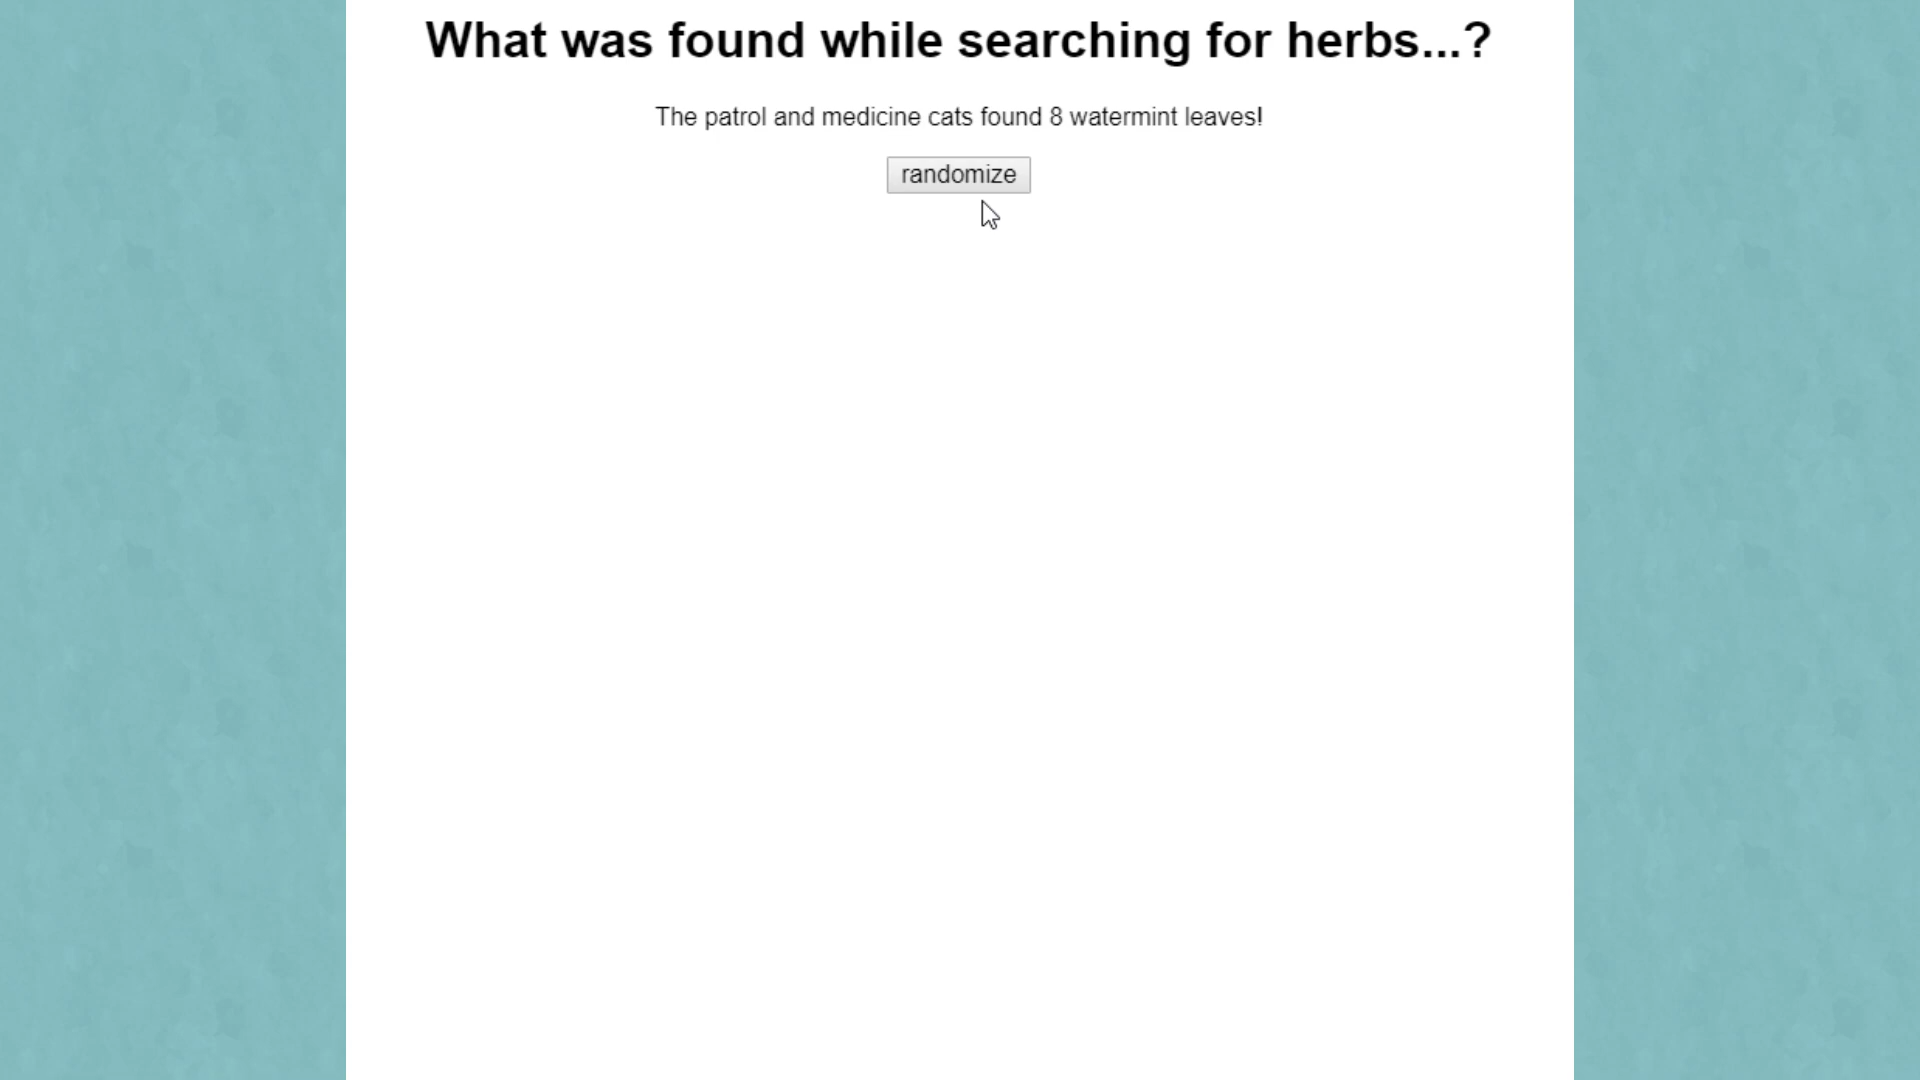 What was found while searching for herbs...?
The patrol and medicine cats found 8 watermint leaves!
randomize